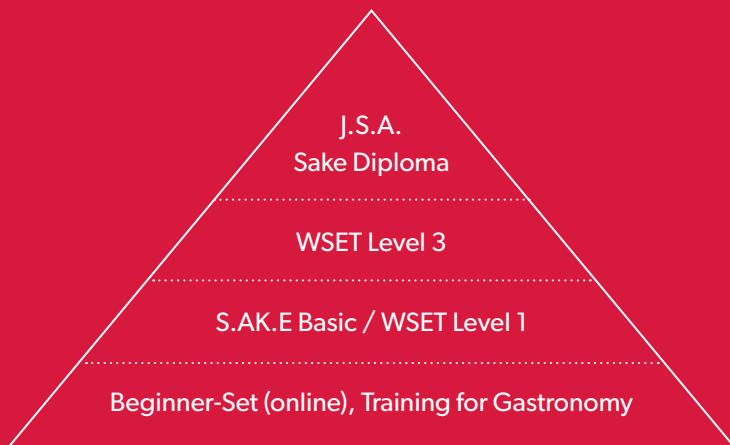 J.S.A.
Sake Diploma
WSET Level 3
S.AK.E Basic / WSET Level 1
Beginner-Set (online), Training for Gastronomy